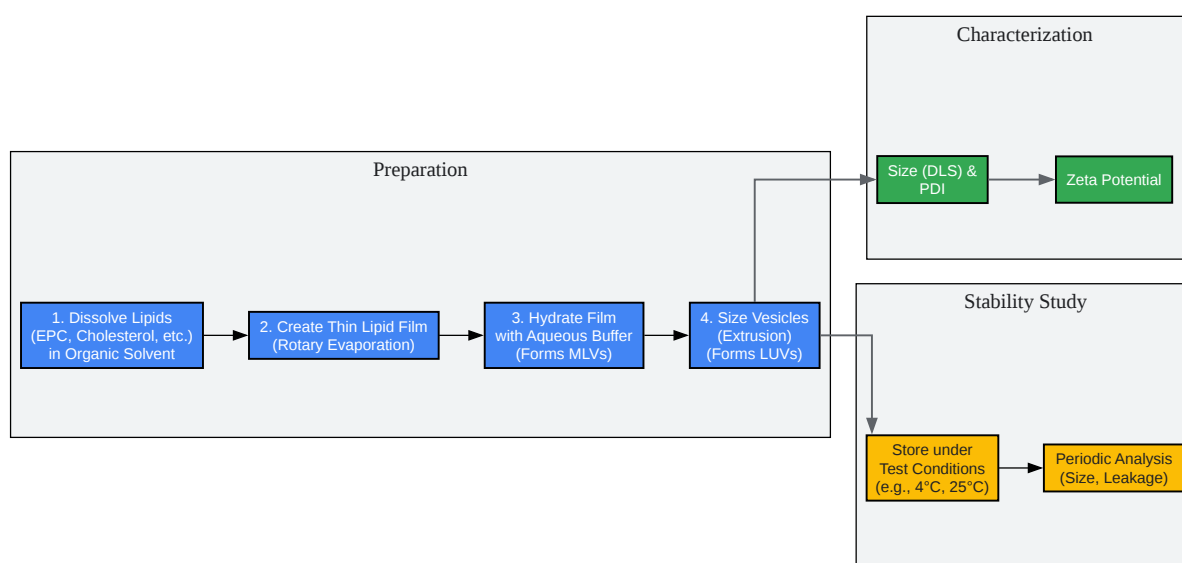 Preparation
1. Dissolve Lipids
(EPC, Cholesterol, etc.)
in Organic Solvent
2. Create Thin Lipid Film
(Rotary Evaporation)
3. Hydrate Film
with Aqueous Buffer
(Forms MLVs)
4. Size Vesicles
(Extrusion)
(Forms LUVs)
Characterization
Size (DLS) &
PDI
Zeta Potential
Stability Study
Store under
Test Conditions
(e.g., 4°C, 25°C)
Periodic Analysis
(Size, Leakage)